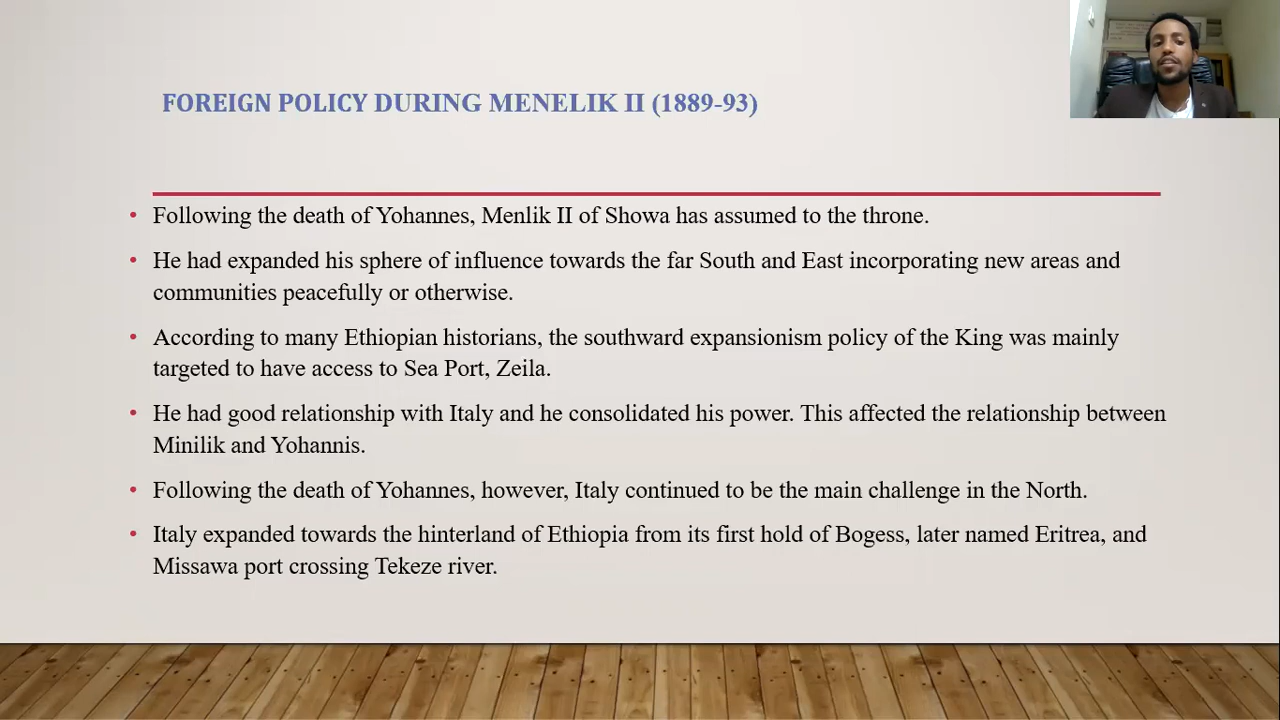 FOREIGN POLICY DURING MENELIK II (1889-93)
• Following the death of Yohannes, Menlik II of Showa has assumed to the throne.
• He had expanded his sphere of influence towards the far South and East incorporating new areas and
communities peacefully or otherwise.
• According to many Ethiopian historians, the southward expansionism policy of the King was mainly
targeted to have access to Sea Port, Zeila.
• He had good relationship with Italy and he consolidated his power. This affected the relationship between
Minilik and Yohannis.
• Following the death of Yohannes, however, Italy continued to be the main challenge in the North.
• Italy expanded towards the hinterland of Ethiopia from its first hold of Bogess, later named Eritrea, and
Missawa port crossing Tekeze river.